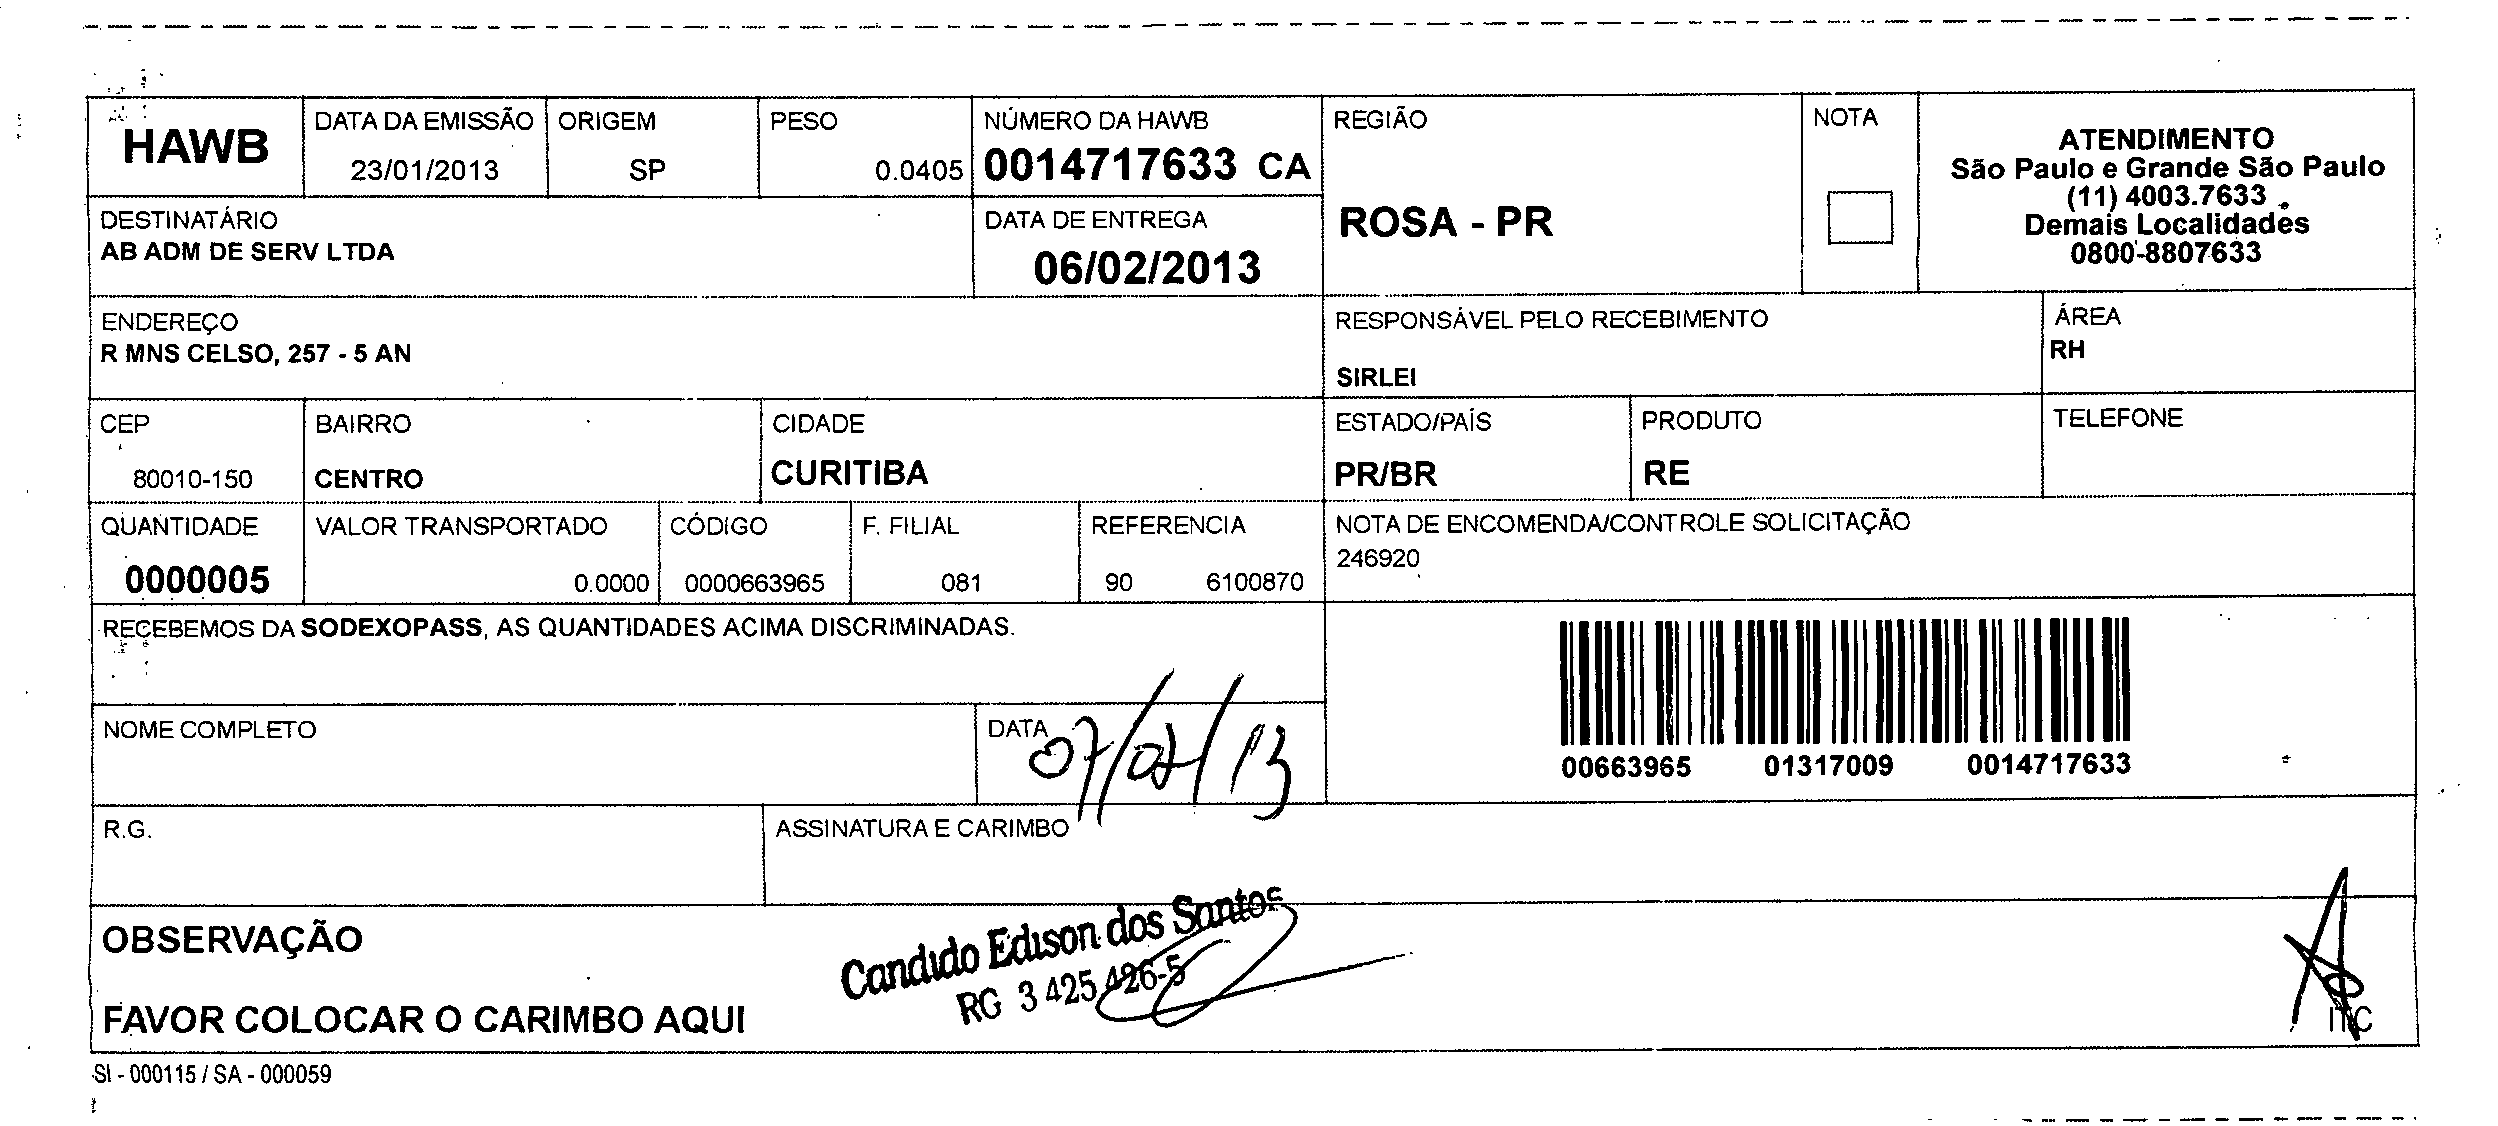 HAWB
DATA DA EMISSÃO
23/01/2013
ORIGEM
SP
PESO
0.0405
NÚMERO DA HAWB
0014717633 CA
REGIÃO
ROSA - PR
NOTA
ATENDIMENTO
São Paulo e Grande São Paulo
(11) 4003.7633
Demais Localidades
0800-8807633
DESTINATÁRIO
AB ADM DE SERV LTDA
DATA DE ENTREGA
06/02/2013
ENDEREÇO
R MNS CELSO, 257 - 5 AN
RESPONSÁVEL PELO RECEBIMENTO
SIRLEI
ÁREA
RH
CEP
80010-150
BAIRRO
CENTRO
CIDADE
CURITIBA
ESTADO/PAÍS
PR/BR
PRODUTO
RE
TELEFONE
QUANTIDADE
0000005
VALOR TRANSPORTADO
0.0000
CÓDIGO
0000663965
F. FILIAL
081
REFERENCIA
90 6100870
NOTA DE ENCOMENDA/CONTROLE SOLICITAÇÃO
246920
RECEBEMOS DA SODEXOPASS, AS QUANTIDADES ACIMA DISCRIMINADAS.
NOME COMPLETO
DATA
07/02/13
00663965 01317009 0014717633
R.G.
ASSINATURA E CARIMBO
OBSERVAÇÃO
FAVOR COLOCAR O CARIMBO AQUI
Candido Edison dos Santos
RG 3 425 426-5
ITC
SI - 000115 / SA - 000059